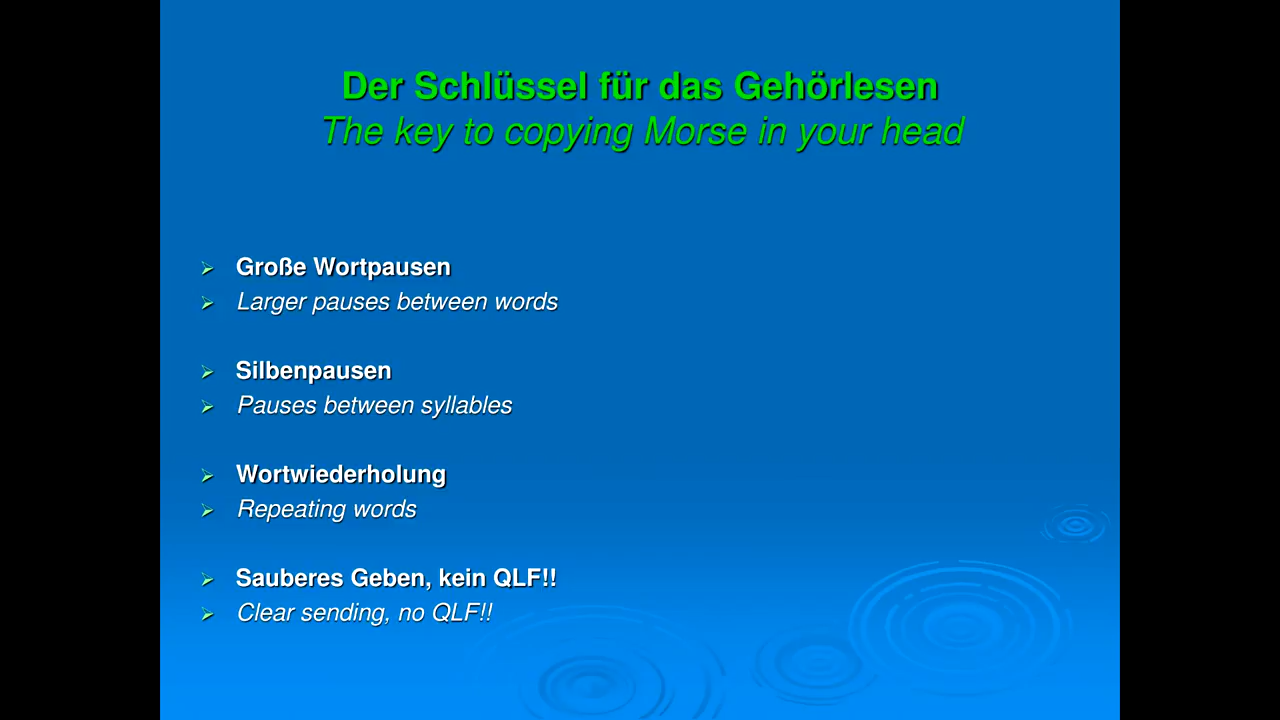 Der Schlüssel für das Gehörlesen
The key to copying Morse in your head
Große Wortpausen
Larger pauses between words
Silbenpausen
Pauses between syllables
Wortwiederholung
Repeating words
Sauberes Geben, kein QLF!!
Clear sending, no QLF!!